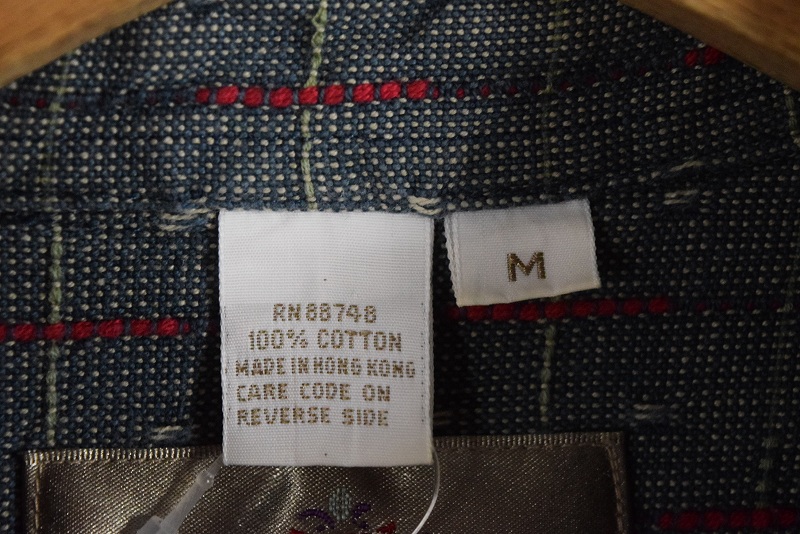 RN 88748
100% COTTON
MADE IN HONG KONG
CARE CODE ON
REVERSE SIDE
M